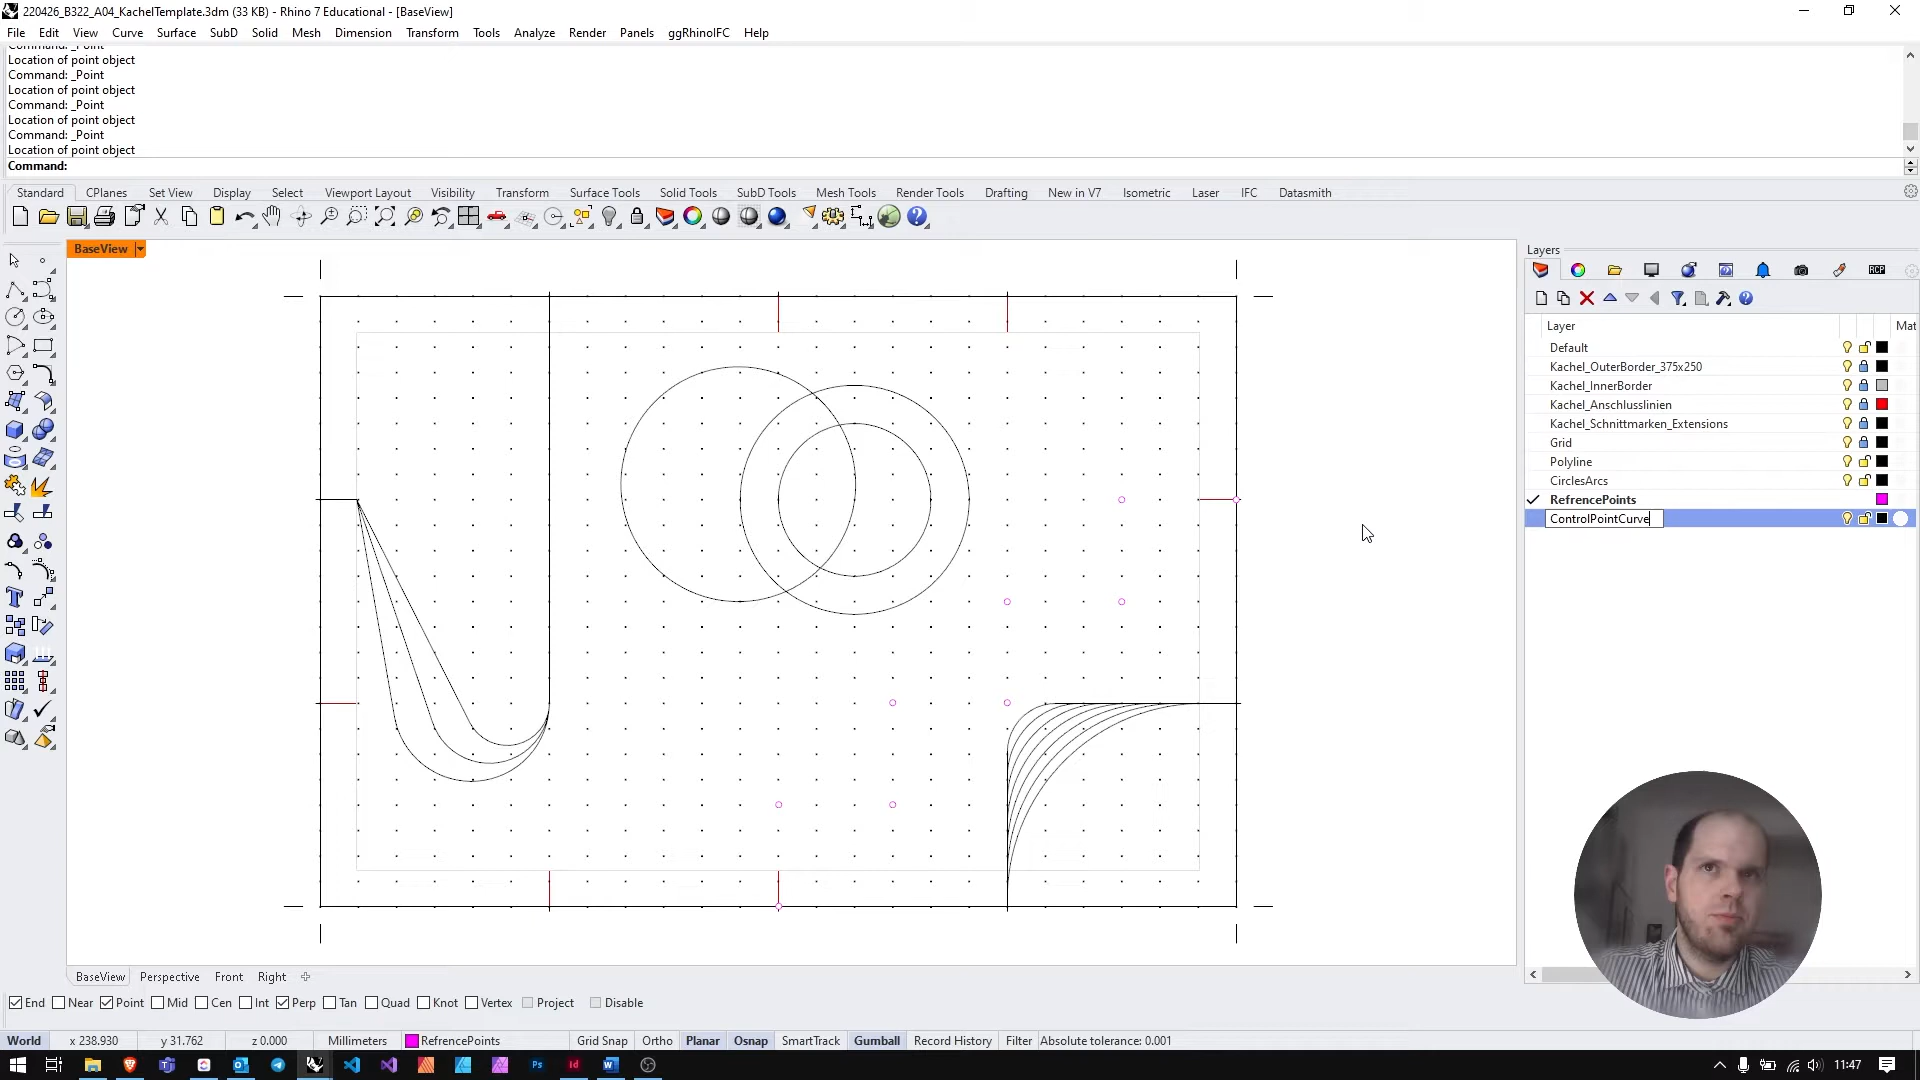 220426_B322_A04_KachelTemplate.3dm (33 KB) - Rhino 7 Educational - [BaseView]
File Edit View Curve Surface SubD Solid Mesh Dimension Transform Tools Analyze Render Panels ggRhinoIFC Help
Command: _Point
Location of point object
Command: _Point
Location of point object
Command: _Point
Location of point object
Command: _Point
Location of point object
Command:
Standard CPlanes Set View Display Select Viewport Layout Visibility Transform Surface Tools Solid Tools SubD Tools Mesh Tools Render Tools Drafting New in V7 Isometric Laser IFC Datasmith
BaseView
Layers
RCP
Layer Mat
Default
Kachel_OuterBorder_375x250
Kachel_InnerBorder
Kachel_Anschlusslinien
Kachel_Schnittmarken_Extensions
Grid
Polyline
CirclesArcs
RefrencePoints
ControlPointCurve
BaseView Perspective Front Right
End Near Point Mid Cen Int Perp Tan Quad Knot Vertex Project Disable
World x 238.930 y 31.762 z 0.000 Millimeters RefrencePoints Grid Snap Ortho Planar Osnap SmartTrack Gumball Record History Filter Absolute tolerance: 0.001
Ps Id 11:47